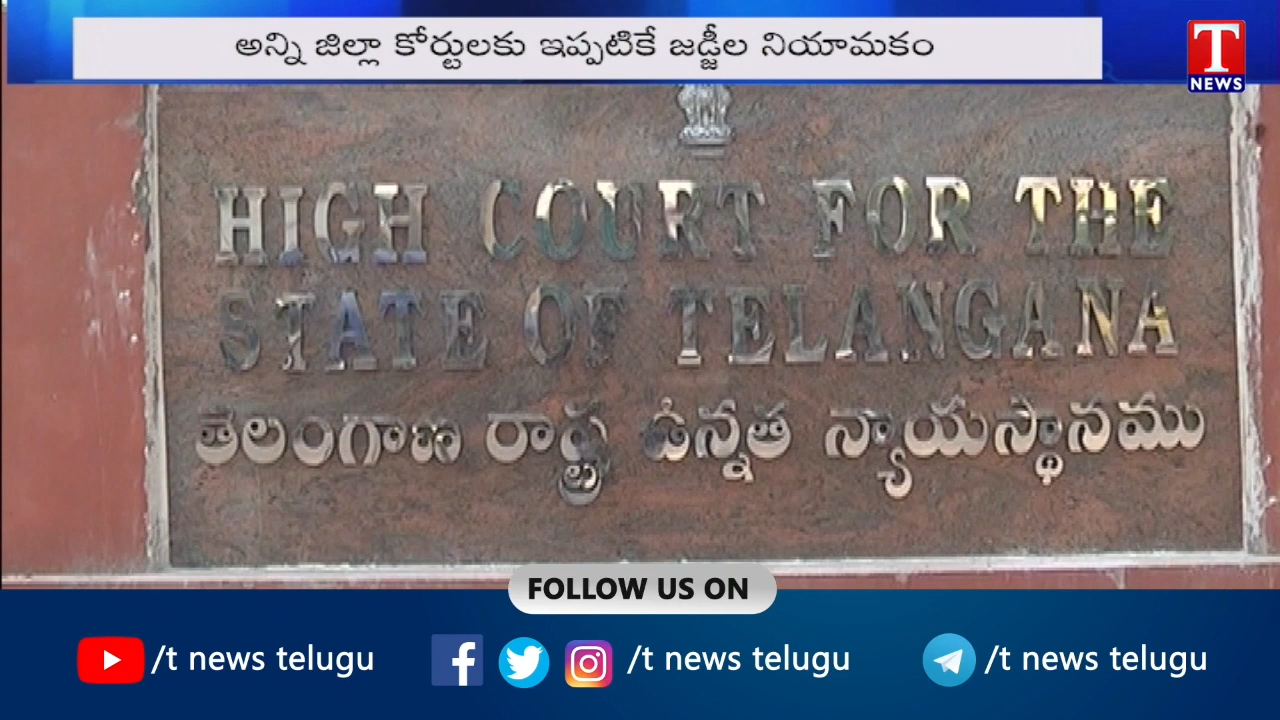 అన్ని జిల్లా కోర్టులకు ఇప్పటికే జడ్జీల నియామకం
T
NEWS
HIGH COURT FOR THE
STATE OF TELANGANA
తెలంగాణ రాష్ట్ర ఉన్నత న్యాయస్థానము
FOLLOW US ON
/t news telugu
/t news telugu
/t news telugu